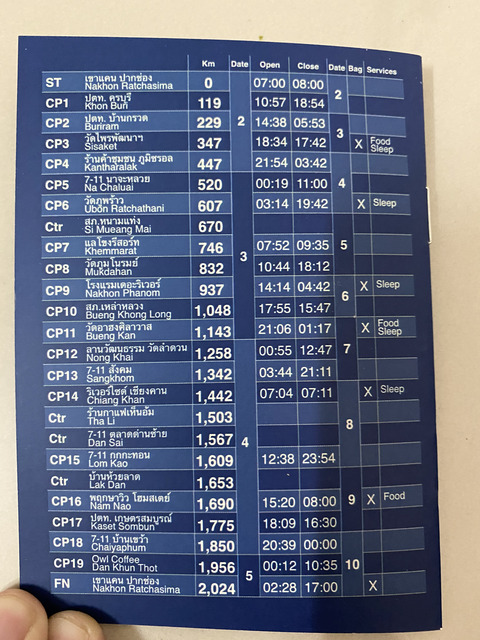 Km Date Open Close Date Bag Services
ST เขาแคน ปากช่อง 0 07:00 08:00
Nakhon Ratchasima
CP1 ปตท. ครบุรี 119 10:57 18:54 2
Khon Buri
CP2 ปตท. บ้านกรวด 229 2 14:38 05:53
Buriram
CP3 วัดไพรพัฒนาฯ 347 18:34 17:42 3 X Food
Sisaket Sleep
CP4 ร้านค้าชุมชน ภูมิซรอล 447 21:54 03:42
Kantharalak
CP5 7-11 นาจะหลวย 520 00:19 11:00 4
Na Chaluai
CP6 วัดภูพร้าว 607 03:14 19:42 X Sleep
Ubon Ratchathani
Ctr สภ.หนามแท่ง 670
Si Mueang Mai
CP7 แลโขงรีสอร์ท 746 3 07:52 09:35 5
Khemmarat
CP8 วัดภูมโนรมย์ 832 10:44 18:12
Mukdahan
CP9 โรงแรมเดอะริเวอร์ 937 14:14 04:42 6 X Sleep
Nakhon Phanom
CP10 สภ.เหล่าหลวง 1,048 17:55 15:47
Bueng Khong Long
CP11 วัดอาฮงศิลาวาส 1,143 21:06 01:17 X Food
Bueng Kan Sleep
CP12 ลานวัฒนธรรม วัดลำดวน 1,258 00:55 12:47 7
Nong Khai
CP13 7-11 สังคม 1,342 03:44 21:11
Sangkhom
CP14 ริเวอร์ไซด์ เชียงคาน 1,442 07:04 07:11 X Sleep
Chiang Khan
Ctr ร้านกาแฟเห็นอ้ม 1,503 8
Tha Li
Ctr 7-11 ตลาดด่านซ้าย 1,567 4
Dan Sai
CP15 7-11 กกกะทอน 1,609 12:38 23:54
Lom Kao
Ctr บ้านห้วยลาด 1,653
Lak Dan
CP16 พฤกษาวิว โฮมสเตย์ 1,690 15:20 08:00 9 X Food
Nam Nao
CP17 ปตท. เกษตรสมบูรณ์ 1,775 18:09 16:30
Kaset Sombun
CP18 7-11 บ้านเขว้า 1,850 20:39 00:00
Chaiyaphum
CP19 Owl Coffee 1,956 5 00:12 10:35 10
Dan Khun Thot
FN เขาแคน ปากช่อง 2,024 02:28 17:00 X
Nakhon Ratchasima